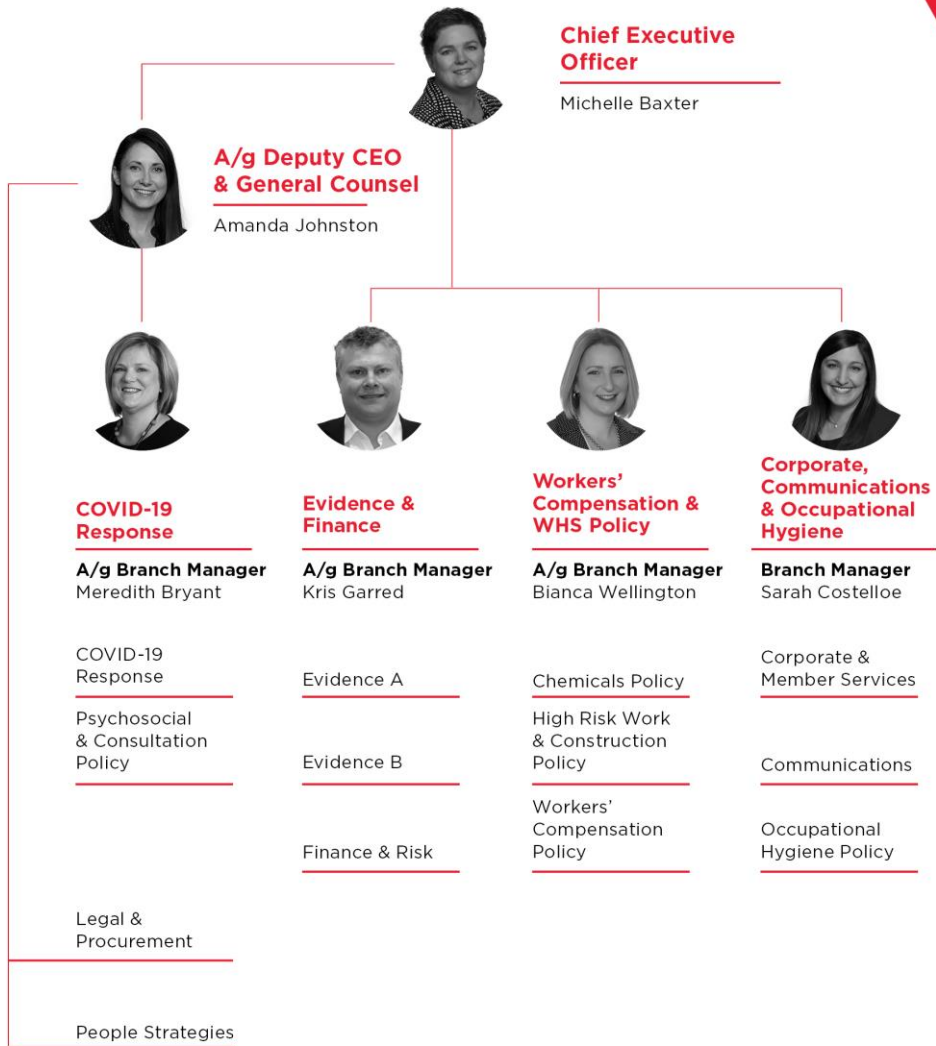 Chief Executive
Officer
Michelle Baxter
A/g Deputy CEO
& General Counsel
Amanda Johnston
COVID-19
Response
A/g Branch Manager
Meredith Bryant
COVID-19
Response
Psychosocial
& Consultation
Policy
Evidence &
Finance
A/g Branch Manager
Kris Garred
Evidence A
Evidence B
Finance & Risk
Workers'
Compensation &
WHS Policy
A/g Branch Manager
Bianca Wellington
Chemicals Policy
High Risk Work
& Construction
Policy
Workers'
Compensation
Policy
Corporate,
Communications
& Occupational
Hygiene
Branch Manager
Sarah Costelloe
Corporate &
Member Services
Communications
Occupational
Hygiene Policy
Legal &
Procurement
People Strategies